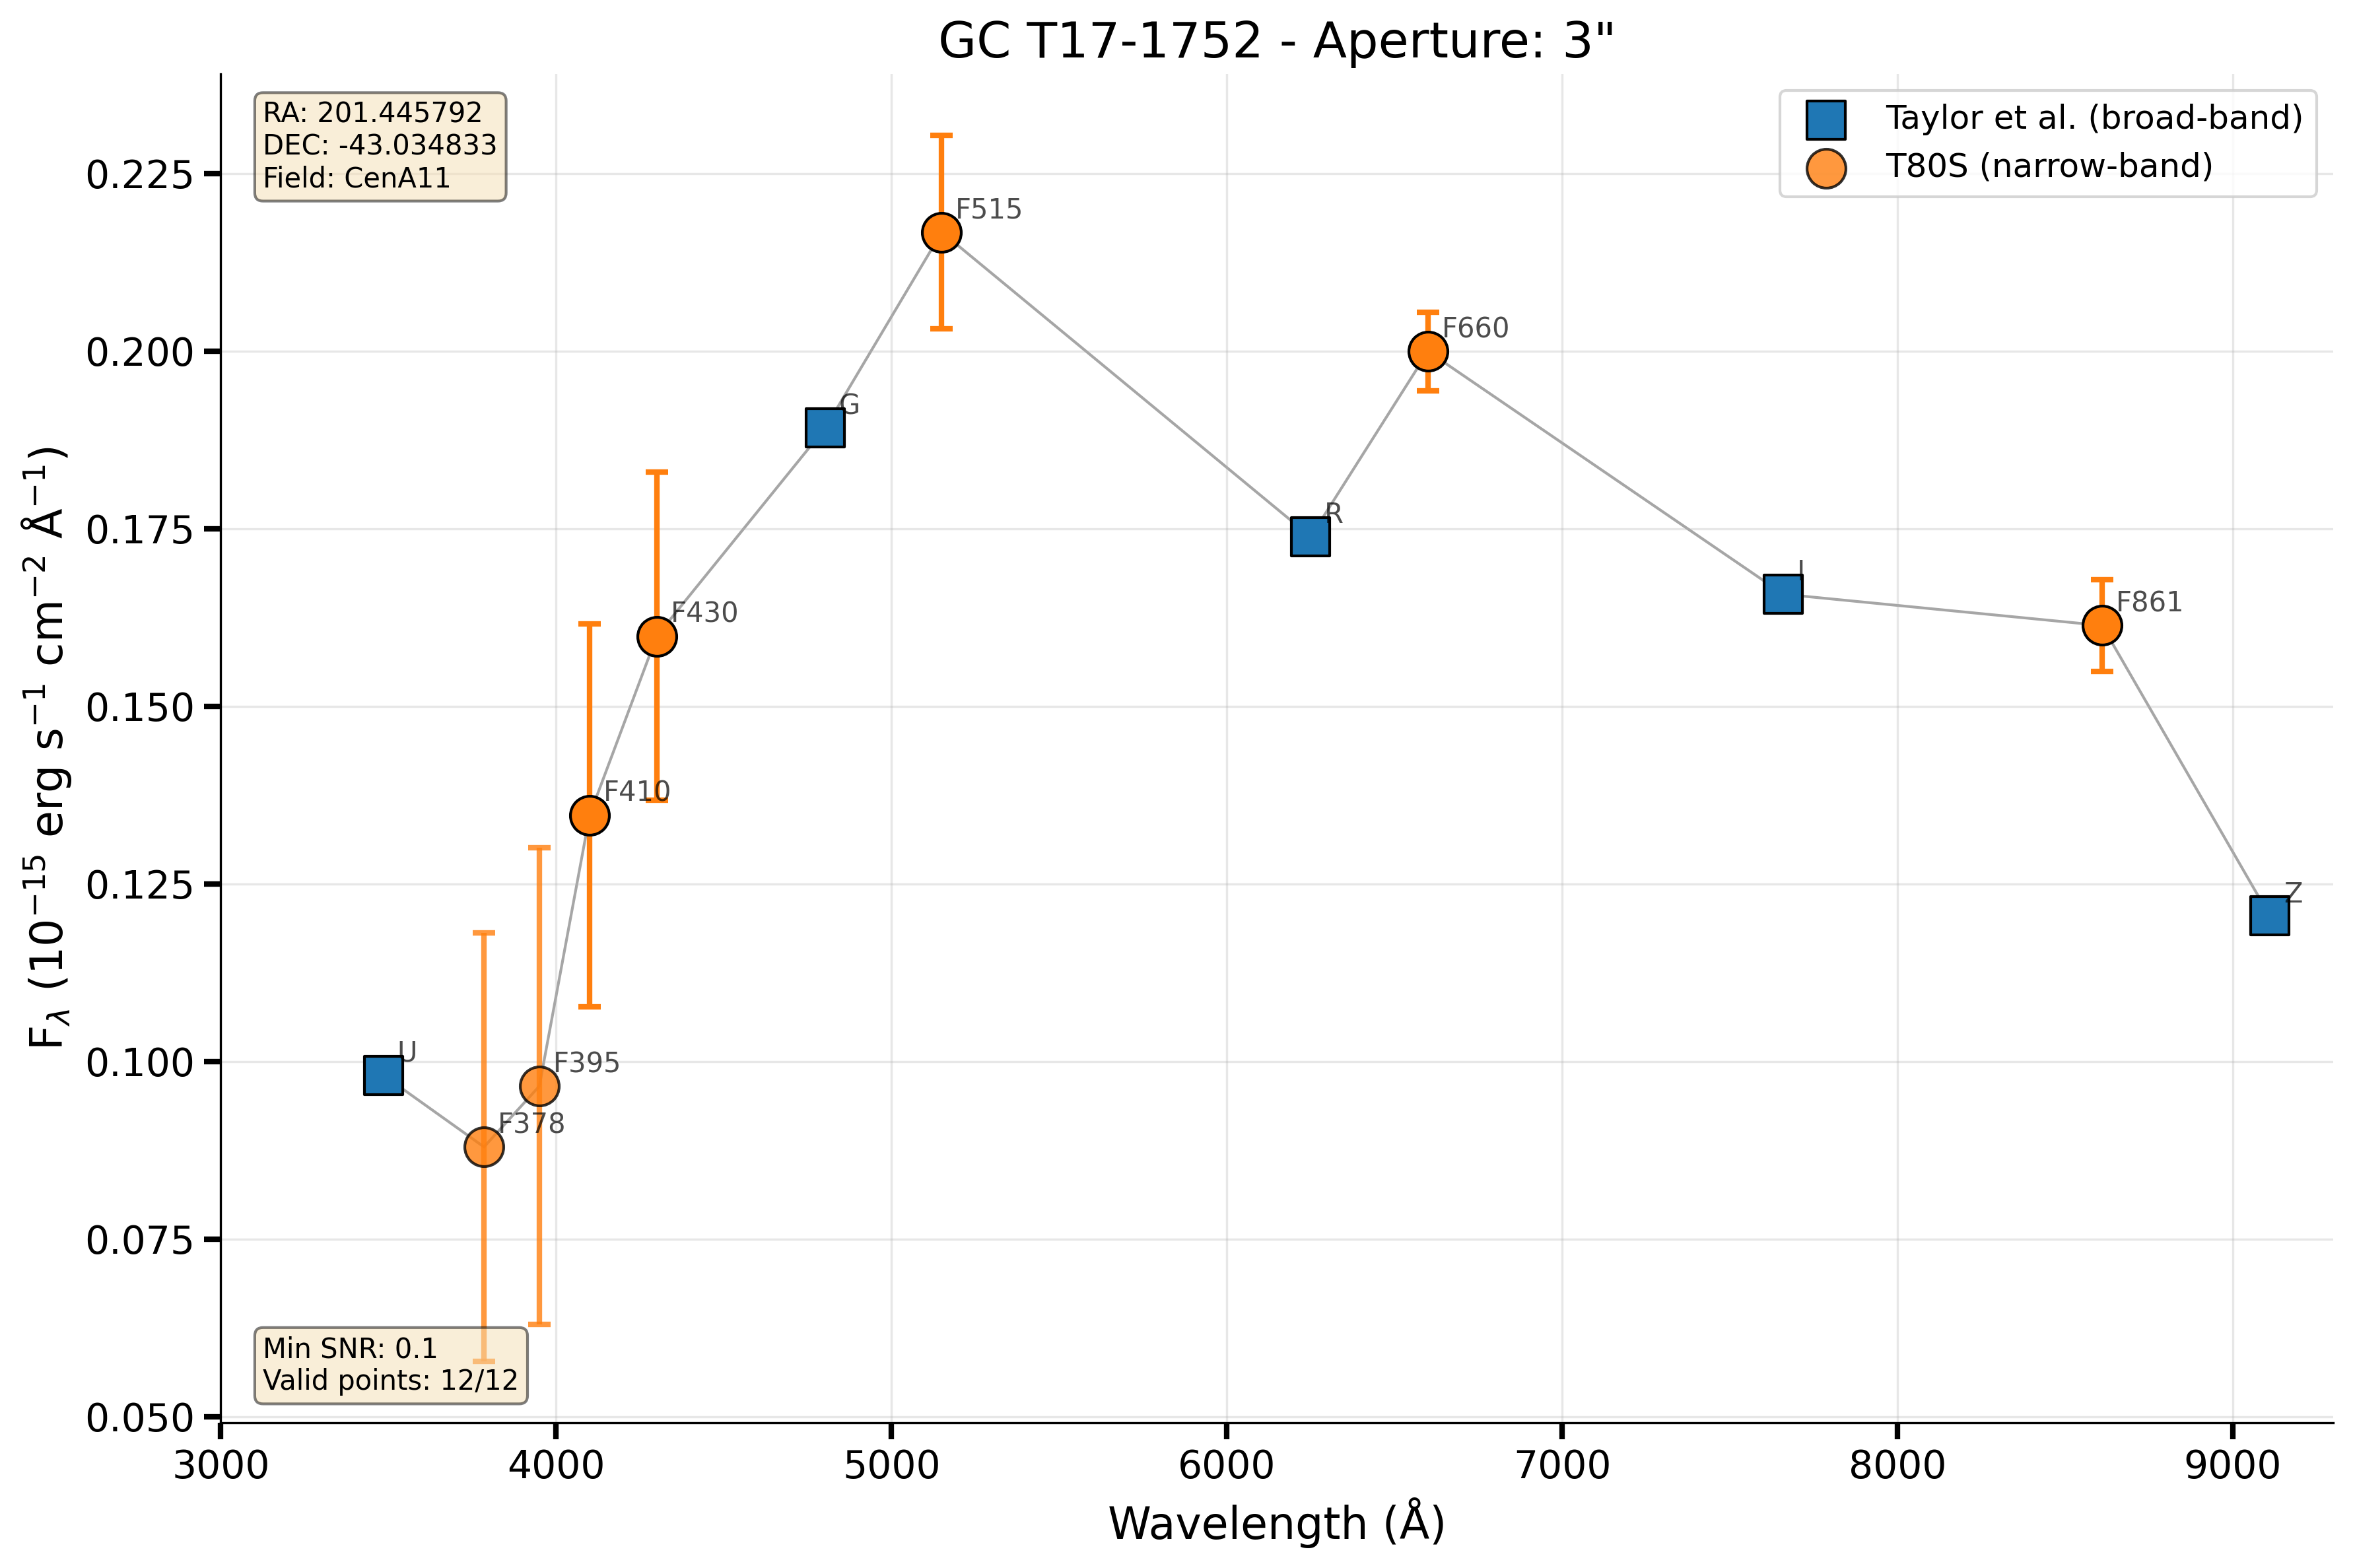 GC T17-1752 - Aperture: 3"
RA: 201.445792
DEC: -43.034833
Field: CenA11
Taylor et al. (broad-band)
T80S (narrow-band)
F515
F660
G
R
I
F861
F430
F410
Z
U
F395
F378
Min SNR: 0.1
Valid points: 12/12
0.225
0.200
0.175
0.150
0.125
0.100
0.075
0.050
F_λ (10⁻¹⁵ erg s⁻¹ cm⁻² Å⁻¹)
3000 4000 5000 6000 7000 8000 9000
Wavelength (Å)